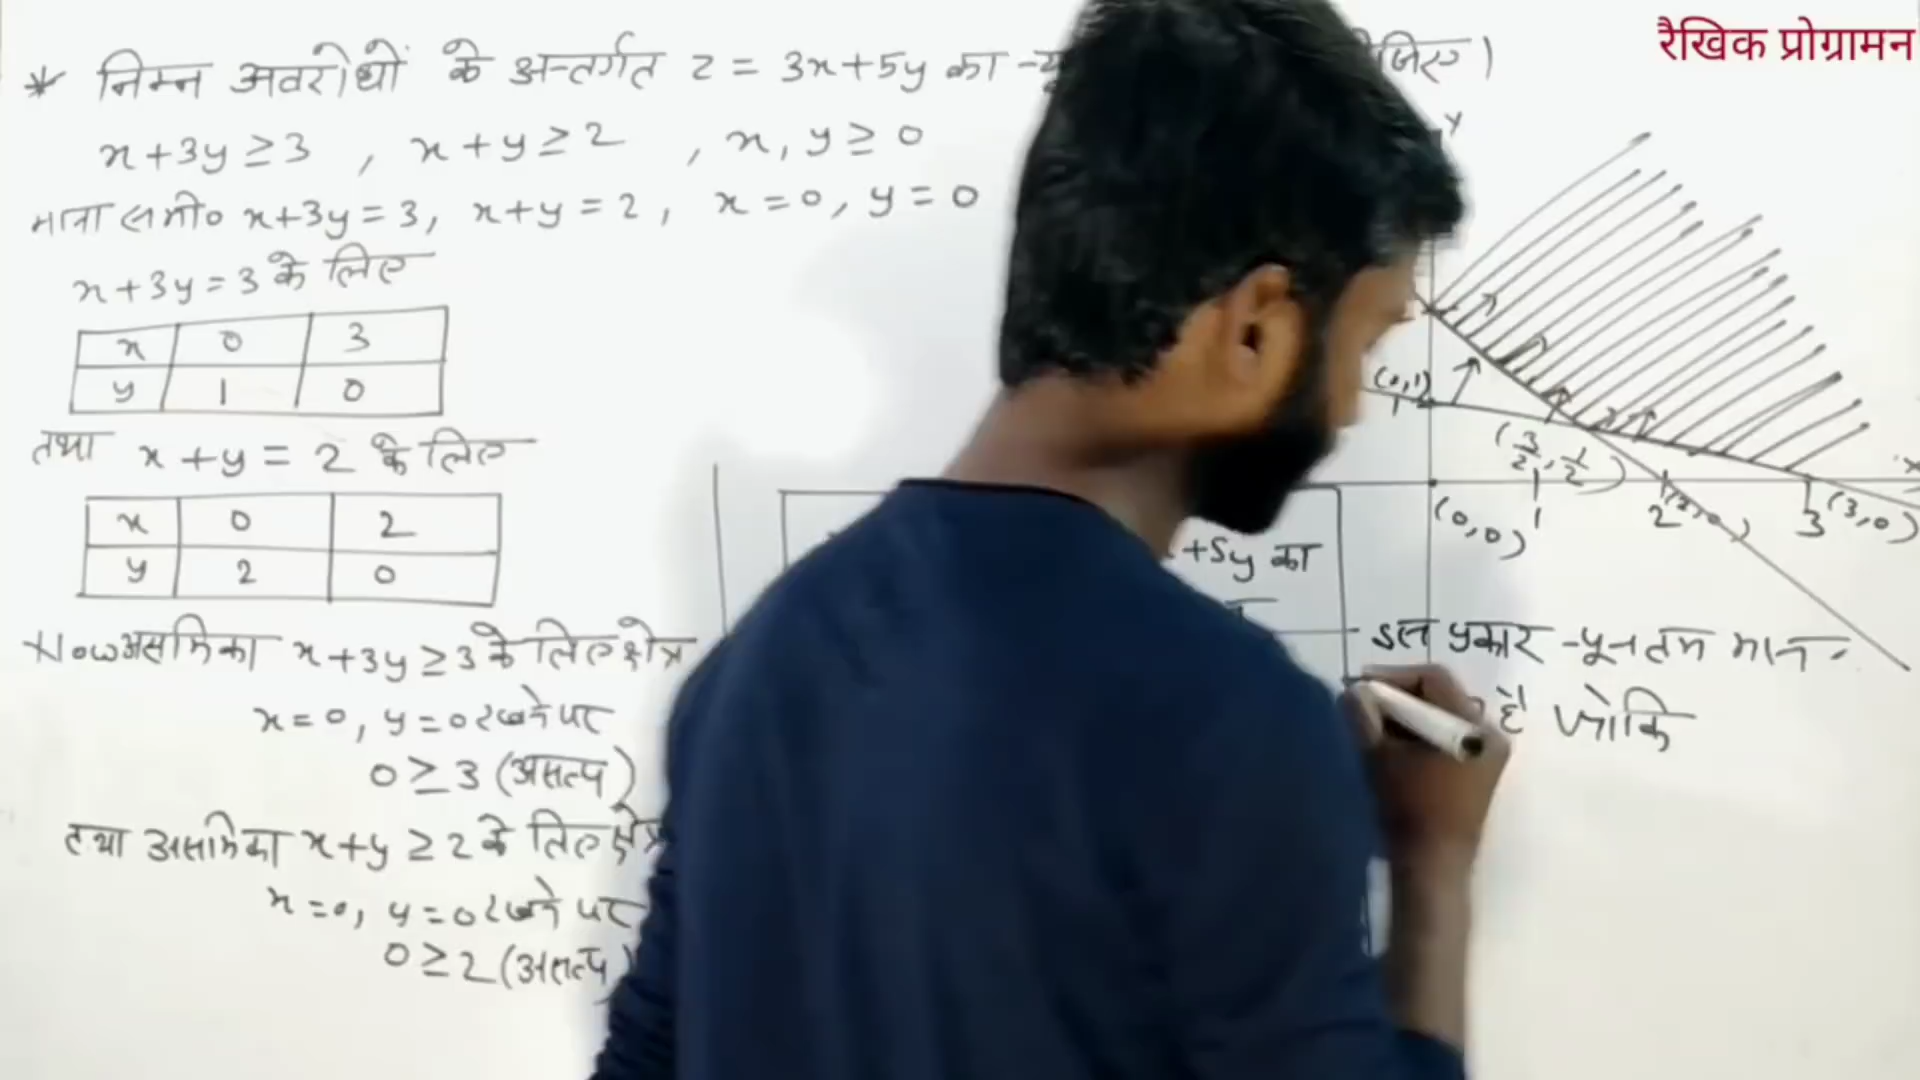 रैखिक प्रोग्रामन
* निम्न अवरोधों के अन्तर्गत z = 3x+5y का
x+3y ≥ 3 , x+y ≥ 2 , x, y ≥ 0
माना समी० x+3y = 3, x+y = 2, x = 0, y = 0
x+3y = 3 के लिए
x 0 3
y 1 0
तथा x+y = 2 के लिए
x 0 2
y 2 0
Now असमिका x+3y ≥ 3 के लिए क्षेत्र
x = 0, y = 0 रखने पर
0 ≥ 3 (असत्य)
तथा असमिका x+y ≥ 2 के लिए क्षेत्र
x = 0, y = 0 रखने पर
0 ≥ 2 (असत्य)
+5y का
Y
(0,1)
1
(3/2, 1/2)
(0,0)
1
2
3
(3,0)
इस प्रकार न्यूनतम मान
है जोकि